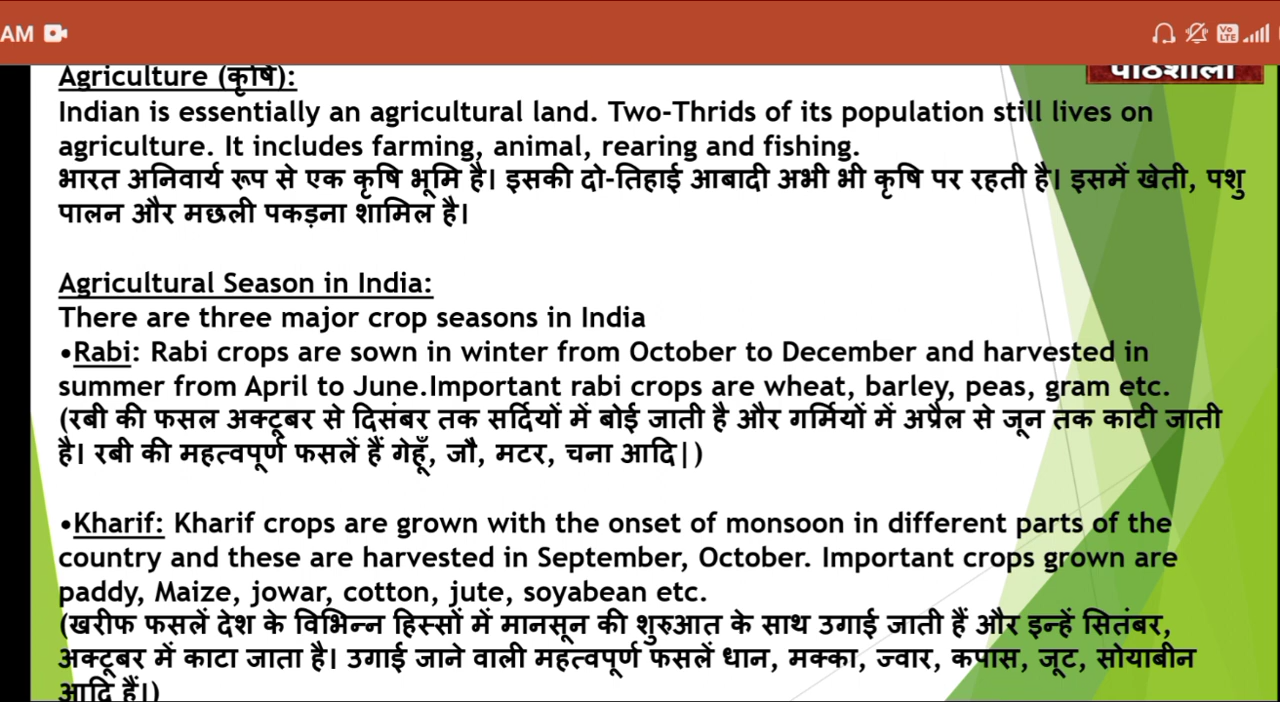 AM
Vo LTE
पाठशाला
Agriculture (कृषि):
Indian is essentially an agricultural land. Two-Thrids of its population still lives on
agriculture. It includes farming, animal, rearing and fishing.
भारत अनिवार्य रूप से एक कृषि भूमि है। इसकी दो-तिहाई आबादी अभी भी कृषि पर रहती है। इसमें खेती, पशु
पालन और मछली पकड़ना शामिल है।
Agricultural Season in India:
There are three major crop seasons in India
•Rabi: Rabi crops are sown in winter from October to December and harvested in
summer from April to June.Important rabi crops are wheat, barley, peas, gram etc.
(रबी की फसल अक्टूबर से दिसंबर तक सर्दियों में बोई जाती है और गर्मियों में अप्रैल से जून तक काटी जाती
है। रबी की महत्वपूर्ण फसलें हैं गेहूँ, जौ, मटर, चना आदि|)
•Kharif: Kharif crops are grown with the onset of monsoon in different parts of the
country and these are harvested in September, October. Important crops grown are
paddy, Maize, jowar, cotton, jute, soyabean etc.
(खरीफ फसलें देश के विभिन्न हिस्सों में मानसून की शुरुआत के साथ उगाई जाती हैं और इन्हें सितंबर,
अक्टूबर में काटा जाता है। उगाई जाने वाली महत्वपूर्ण फसलें धान, मक्का, ज्वार, कपास, जूट, सोयाबीन
आदि हैं।)